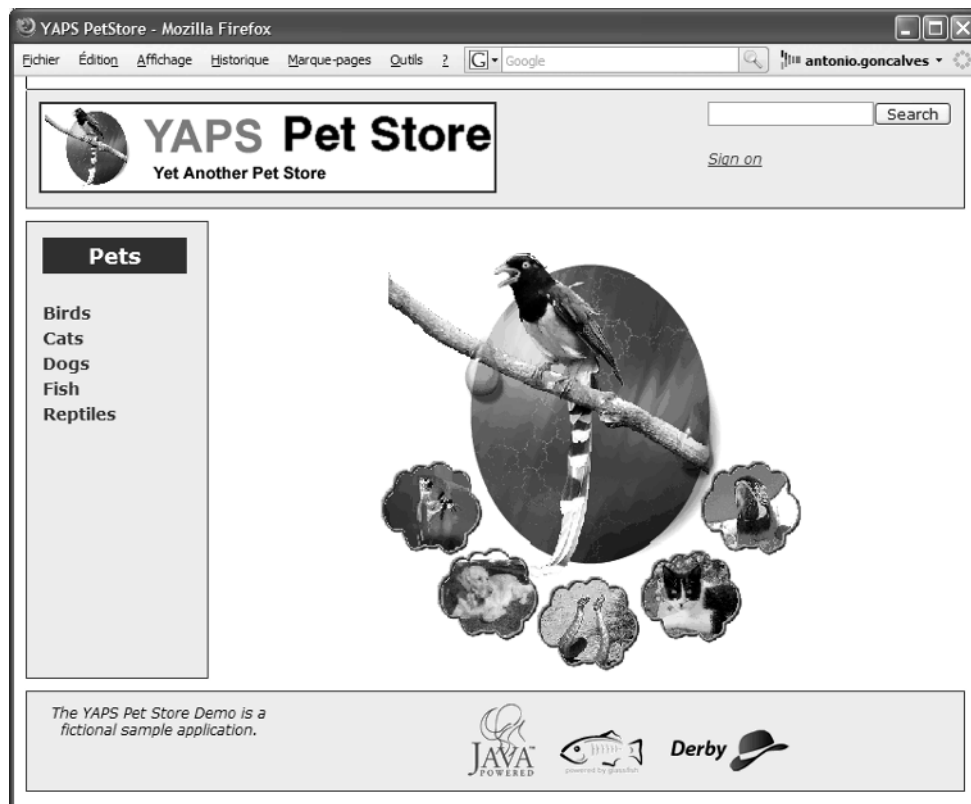 YAPS PetStore - Mozilla Firefox
Fichier Édition Affichage Historique Marque-pages Outils ? G Google antonio.goncalves
YAPS Pet Store
Yet Another Pet Store
Search
Sign on
Pets
Birds
Cats
Dogs
Fish
Reptiles
The YAPS Pet Store Demo is a
fictional sample application.
JAVA™
POWERED
powered by glassfish
Derby